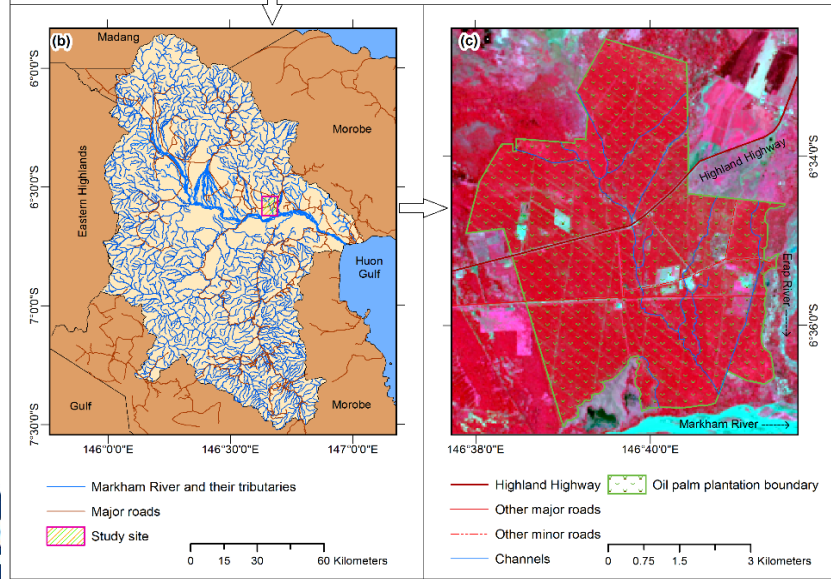 (b)
Madang
Morobe
Eastern Highlands
Huon
Gulf
Gulf
Morobe
6°0'0"S
6°30'0"S
7°0'0"S
7°30'0"S
146°0'0"E
146°30'0"E
147°0'0"E
Markham River and their tributaries
Major roads
Study site
0 15 30 60 Kilometers
(c)
Highland Highway
Erap River
Markham River
6°34'0"S
6°36'0"S
146°38'0"E
146°40'0"E
Highland Highway
Oil palm plantation boundary
Other major roads
Other minor roads
Channels
0 0.75 1.5 3 Kilometers